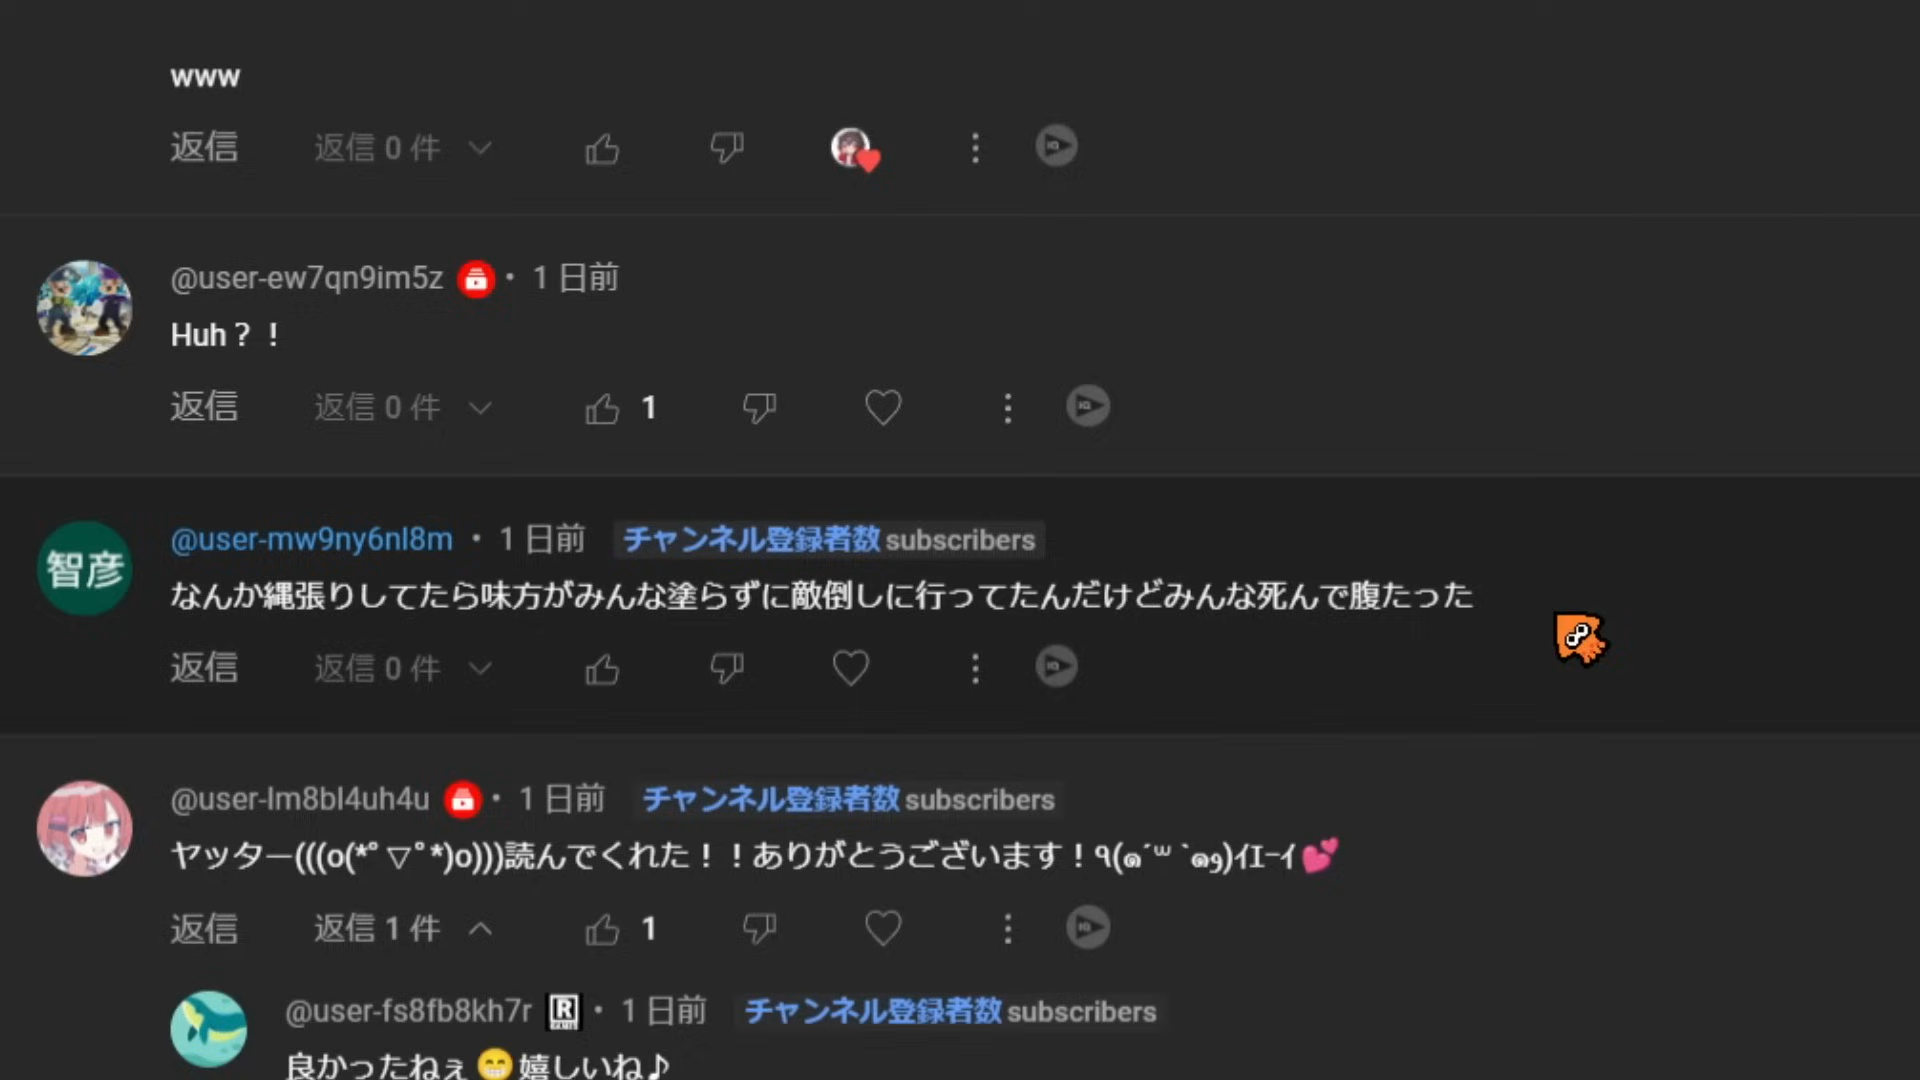 www
返信 返信 0 件
@user-ew7qn9im5z ・ 1 日前
Huh？！
返信 返信 0 件 1
智彦
@user-mw9ny6nl8m ・ 1 日前 チャンネル登録者数 subscribers
なんか縄張りしてたら味方がみんな塗らずに敵倒しに行ってたんだけどみんな死んで腹たった
返信 返信 0 件
@user-lm8bl4uh4u ・ 1 日前 チャンネル登録者数 subscribers
ヤッター(((o(*ﾟ▽ﾟ*)o)))読んでくれた！！ありがとうございます！٩(๑´꒳`๑و)ｲｴｰｲ💕
返信 返信 1 件 1
@user-fs8fb8kh7r R GAMES ・ 1 日前 チャンネル登録者数 subscribers
良かったねぇ😁嬉しいね♪